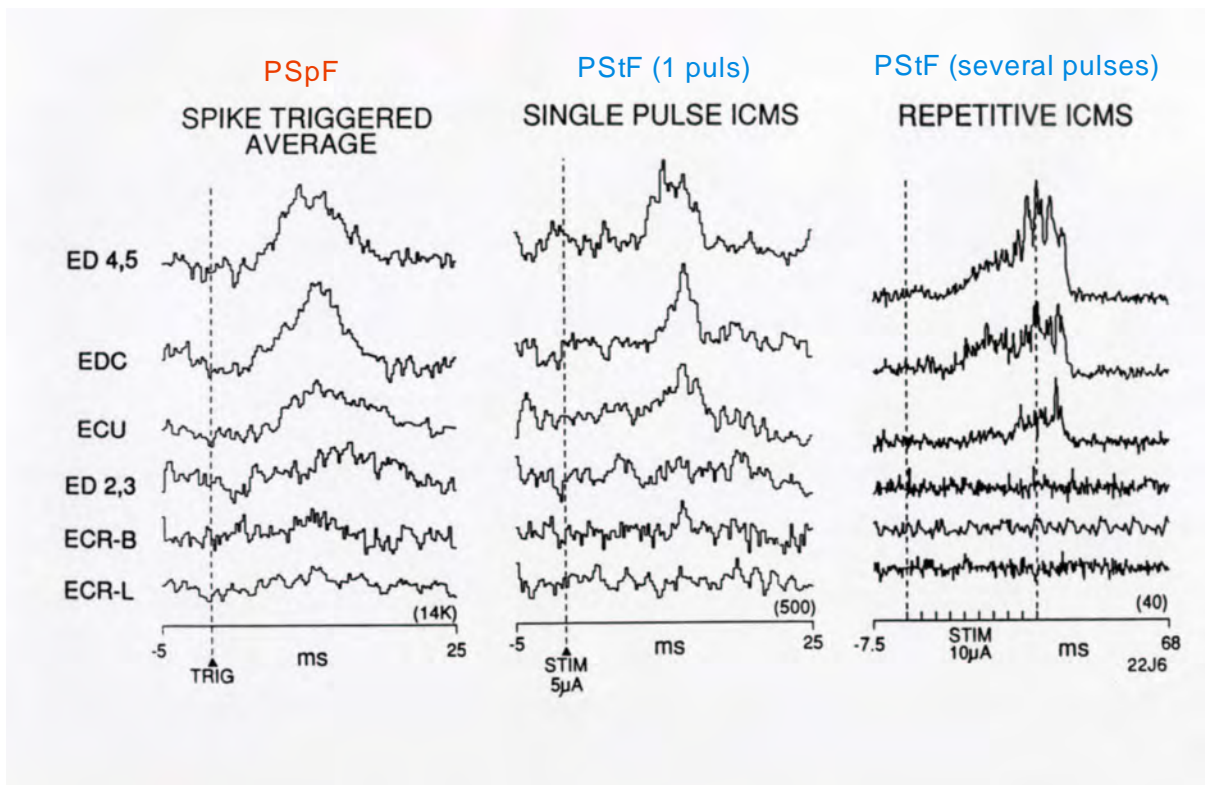 PSpF
PStF (1 puls)
PStF (several pulses)
SPIKE TRIGGERED
AVERAGE
SINGLE PULSE ICMS
REPETITIVE ICMS
ED 4,5
EDC
ECU
ED 2,3
ECR-B
ECR-L
(14K)
(500)
(40)
-5
ms
25
TRIG
-5
ms
25
STIM
5µA
-7.5
STIM
10µA
ms
68
22J6